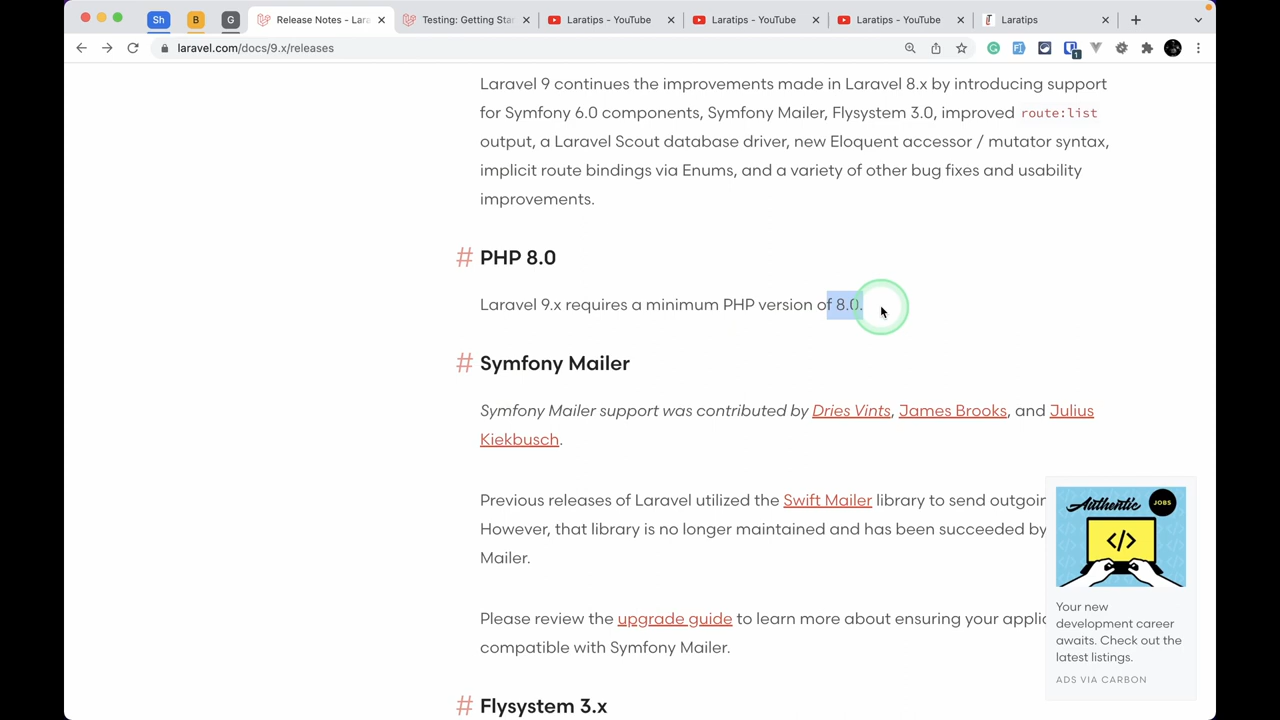 Sh
B
G
Release Notes - Lara
Testing: Getting Star
Laratips - YouTube
Laratips - YouTube
Laratips - YouTube
Laratips
laravel.com/docs/9.x/releases
1
Laravel 9 continues the improvements made in Laravel 8.x by introducing support
for Symfony 6.0 components, Symfony Mailer, Flysystem 3.0, improved route:list
output, a Laravel Scout database driver, new Eloquent accessor / mutator syntax,
implicit route bindings via Enums, and a variety of other bug fixes and usability
improvements.
# PHP 8.0
Laravel 9.x requires a minimum PHP version of 8.0.
# Symfony Mailer
Symfony Mailer support was contributed by Dries Vints, James Brooks, and Julius
Kiekbusch.
Previous releases of Laravel utilized the Swift Mailer library to send outgoin
However, that library is no longer maintained and has been succeeded by
Mailer.
Please review the upgrade guide to learn more about ensuring your applic
compatible with Symfony Mailer.
# Flysystem 3.x
Authentic JOBS
</>
Your new
development career
awaits. Check out the
latest listings.
ADS VIA CARBON